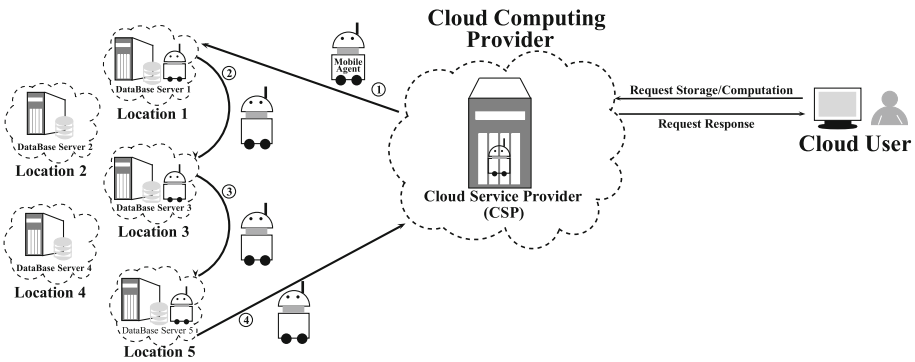 Cloud Computing
Provider
Mobile
Agent
①
②
DataBase Server 1
Location 1
DataBase Server 2
Location 2
Request Storage/Computation
Request Response
Cloud User
Cloud Service Provider
(CSP)
③
DataBase Server 3
Location 3
DataBase Server 4
Location 4
④
DataBase Server 5
Location 5